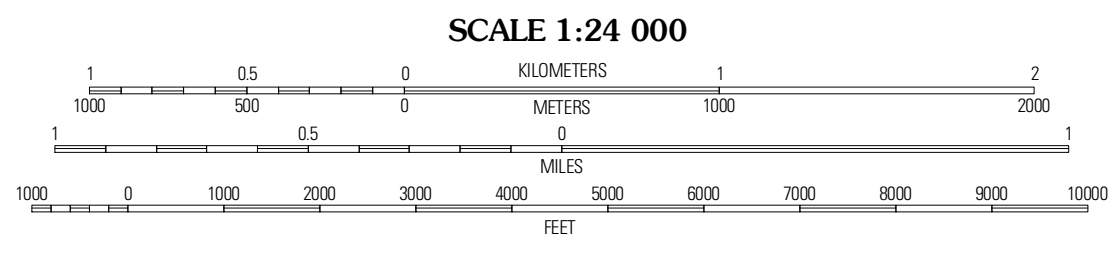 SCALE 1:24 000
1 0.5 0 KILOMETERS 1 2
1000 500 0 METERS 1000 2000
1 0.5 0 1
MILES
1000 0 1000 2000 3000 4000 5000 6000 7000 8000 9000 10000
FEET